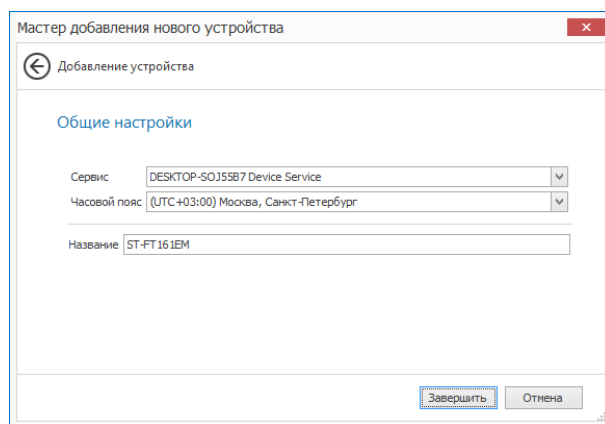 Мастер добавления нового устройства
Добавление устройства
Общие настройки
Сервис DESKTOP-SOJ55B7 Device Service
Часовой пояс (UTC+03:00) Москва, Санкт-Петербург
Название ST-FT161EM
Завершить Отмена